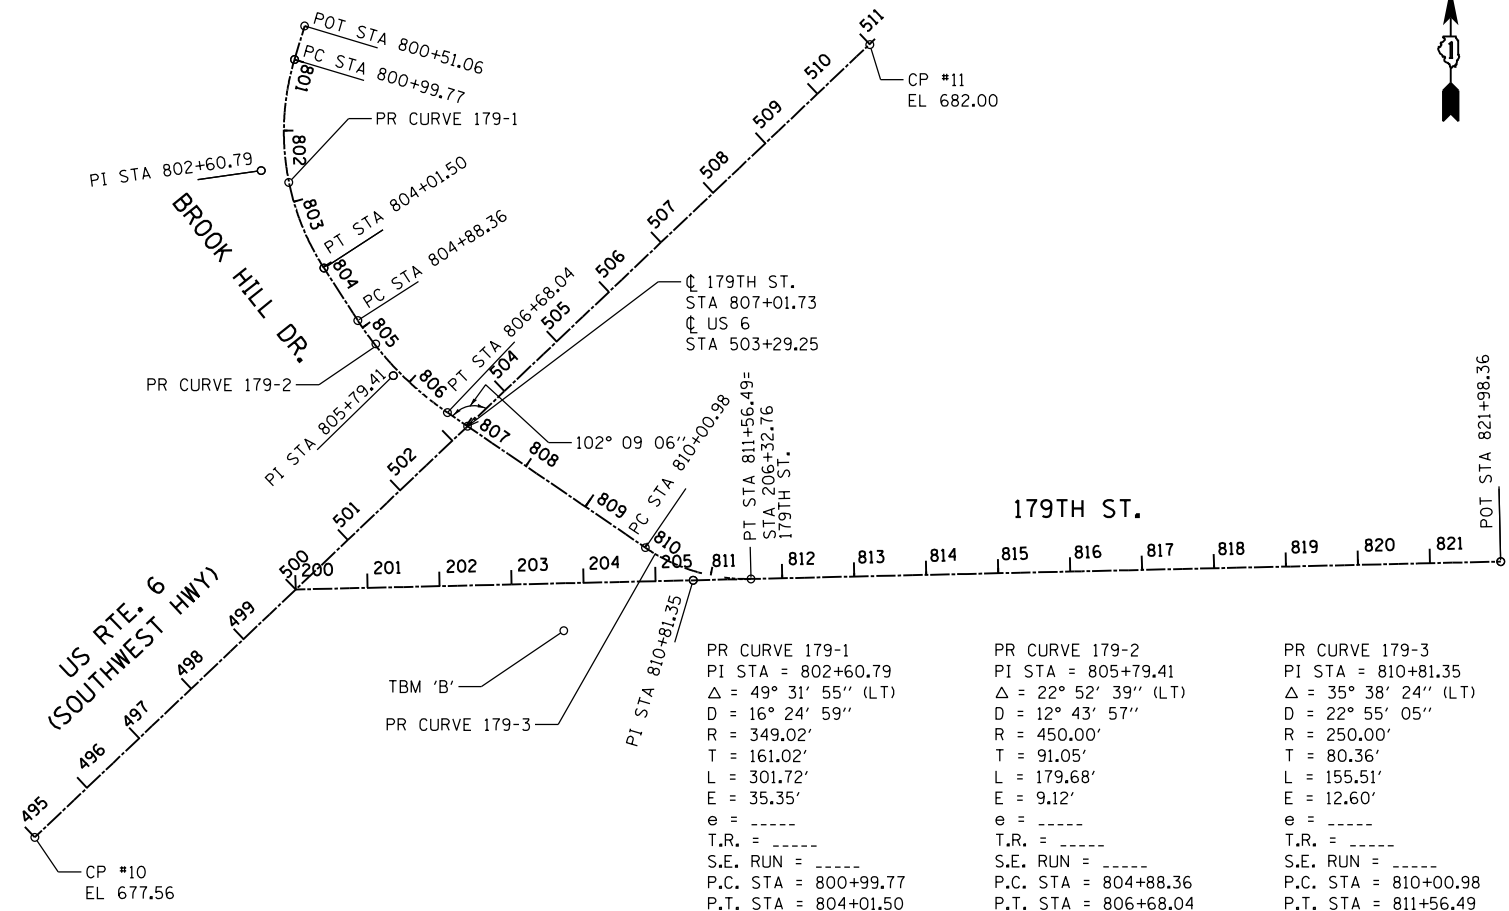 POT STA 800+51.06
PC STA 800+99.77
801
PR CURVE 179-1
802
PI STA 802+60.79
803
PT STA 804+01.50
804
PC STA 804+88.36
BROOK HILL DR.
805
PR CURVE 179-2
PI STA 805+79.41
806
PT STA 806+68.04
511
510
CP #11
EL 682.00
509
508
507
506
505
504
℄ 179TH ST.
STA 807+01.73
℄ US 6
STA 503+29.25
102° 09 06''
807
808
809
810
PC STA 810+00.98
502
501
500
499
498
497
496
495
US RTE. 6
(SOUTHWEST HWY)
CP #10
EL 677.56
200
201
202
203
204
205
811
812
813
814
815
816
817
818
819
820
821
PT STA 811+56.49=
STA 206+32.76
179TH ST.
179TH ST.
POT STA 821+98.36
PI STA 810+81.35
TBM 'B'
PR CURVE 179-3
1
PR CURVE 179-1
PI STA = 802+60.79
△ = 49° 31' 55'' (LT)
D = 16° 24' 59''
R = 349.02'
T = 161.02'
L = 301.72'
E = 35.35'
e = _____
T.R. = _____
S.E. RUN = _____
P.C. STA = 800+99.77
P.T. STA = 804+01.50
PR CURVE 179-2
PI STA = 805+79.41
△ = 22° 52' 39'' (LT)
D = 12° 43' 57''
R = 450.00'
T = 91.05'
L = 179.68'
E = 9.12'
e = _____
T.R. = _____
S.E. RUN = _____
P.C. STA = 804+88.36
P.T. STA = 806+68.04
PR CURVE 179-3
PI STA = 810+81.35
△ = 35° 38' 24'' (LT)
D = 22° 55' 05''
R = 250.00'
T = 80.36'
L = 155.51'
E = 12.60'
e = _____
T.R. = _____
S.E. RUN = _____
P.C. STA = 810+00.98
P.T. STA = 811+56.49